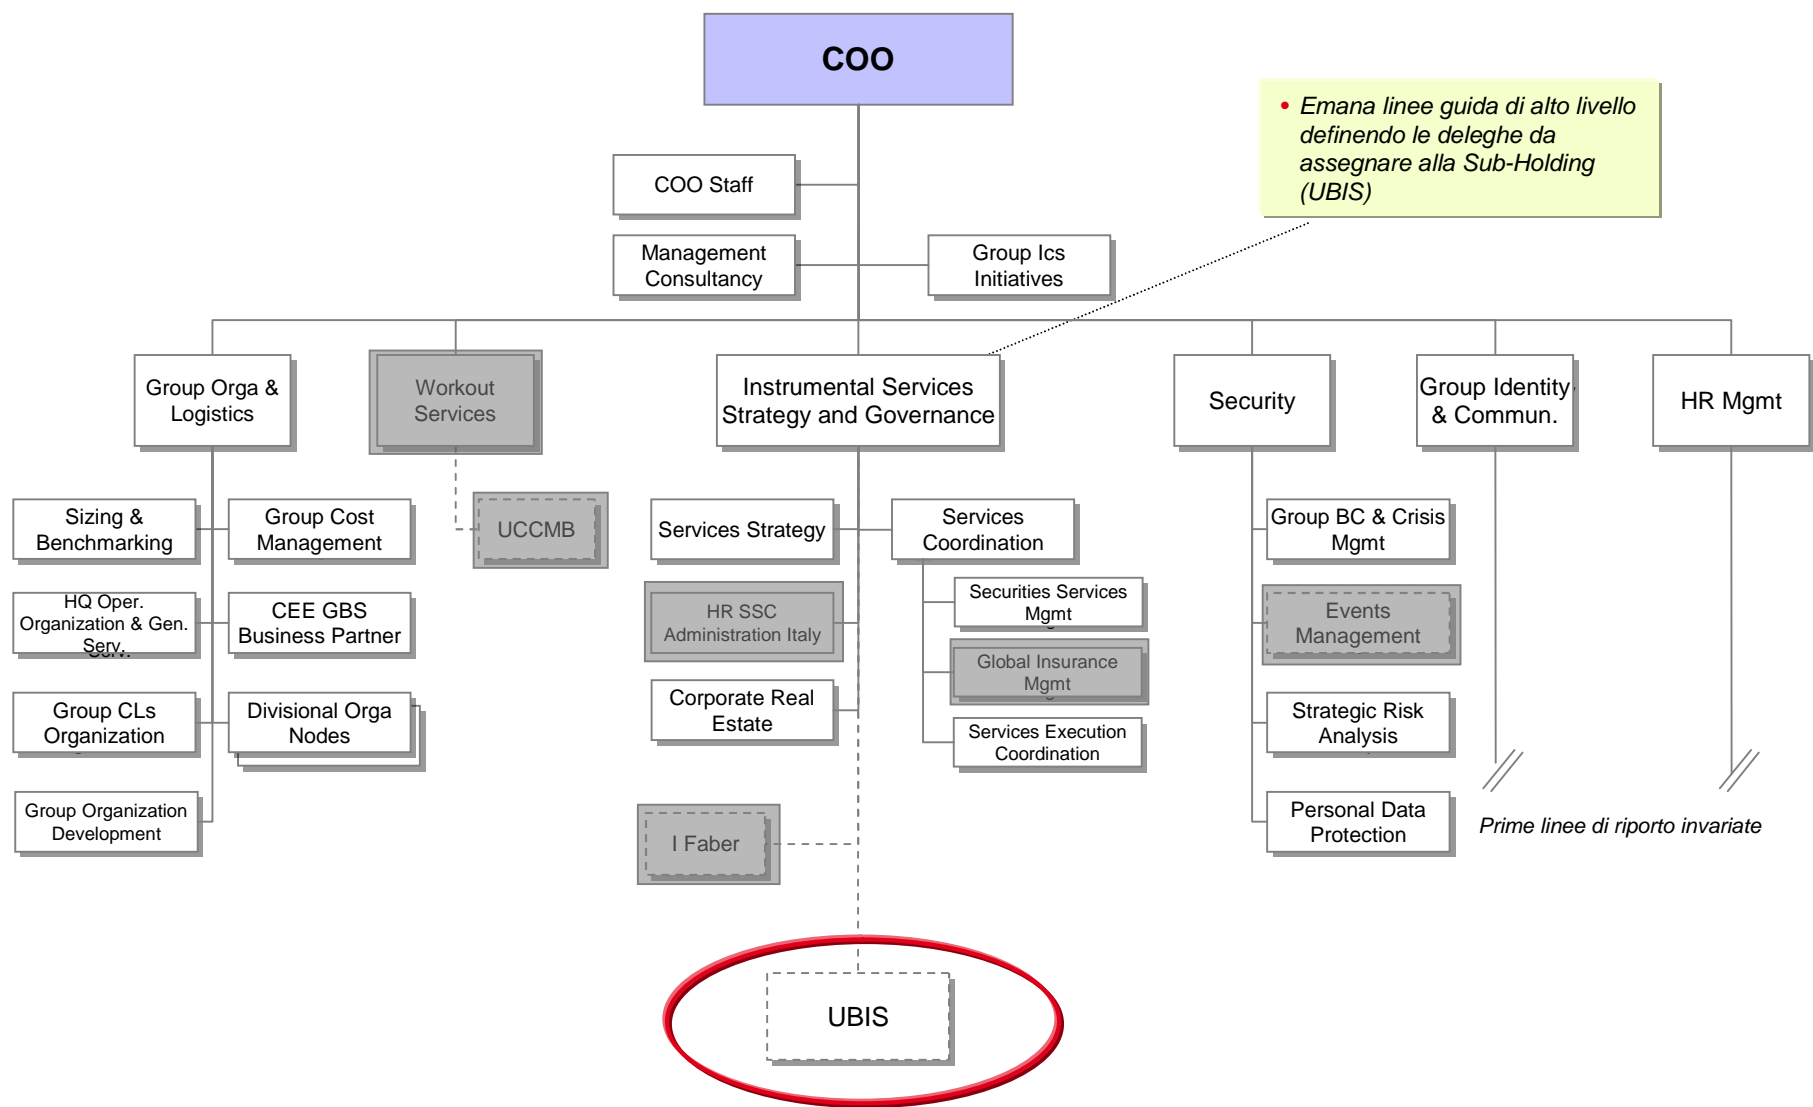 COO
• Emana linee guida di alto livello
definendo le deleghe da
assegnare alla Sub-Holding
(UBIS)
COO Staff
Management
Consultancy
Group Ics
Initiatives
Group Orga &
Logistics
Workout
Services
Instrumental Services
Strategy and Governance
Security
Group Identity
& Commun.
HR Mgmt
Sizing &
Benchmarking
Group Cost
Management
UCCMB
Services Strategy
Services
Coordination
Group BC & Crisis
Mgmt
HQ Oper.
Organization & Gen.
Serv.
CEE GBS
Business Partner
HR SSC
Administration Italy
Securities Services
Mgmt
Events
Management
Global Insurance
Mgmt
Group CLs
Organization
Divisional Orga
Nodes
Corporate Real
Estate
Services Execution
Coordination
Strategic Risk
Analysis
Group Organization
Development
I Faber
Personal Data
Protection
Prime linee di riporto invariate
UBIS